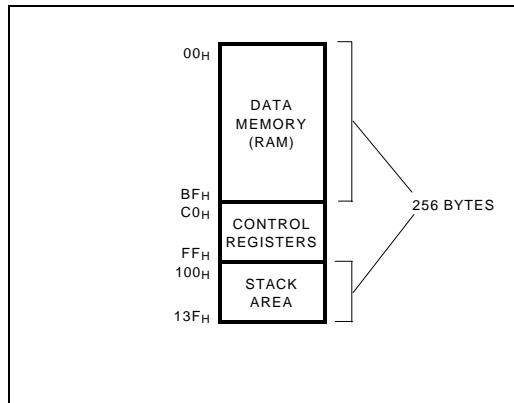 00H
DATA
MEMORY
(RAM)
BFH
C0H
256 BYTES
CONTROL
REGISTERS
FFH
100H
STACK
AREA
13FH